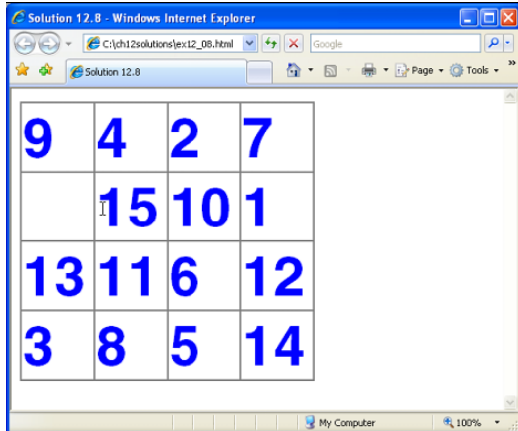 Solution 12.8 - Windows Internet Explorer
C:\ch12solutions\ex12_08.html Google
Solution 12.8 Page Tools »
9 4 2 7
15 10 1
13 11 6 12
3 8 5 14
My Computer 100%